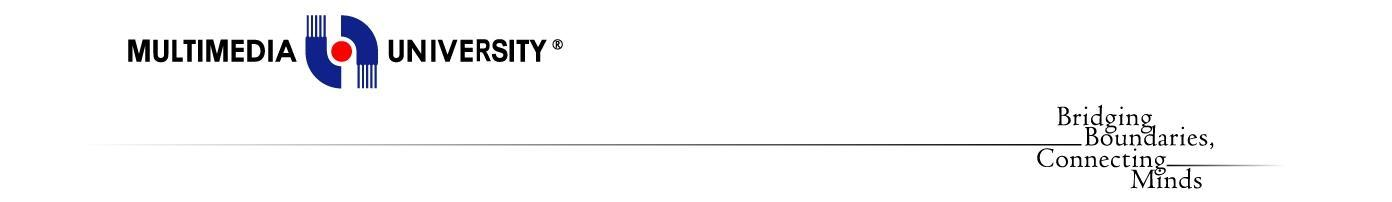 MULTIMEDIA UNIVERSITY ®
Bridging
Boundaries,
Connecting
Minds